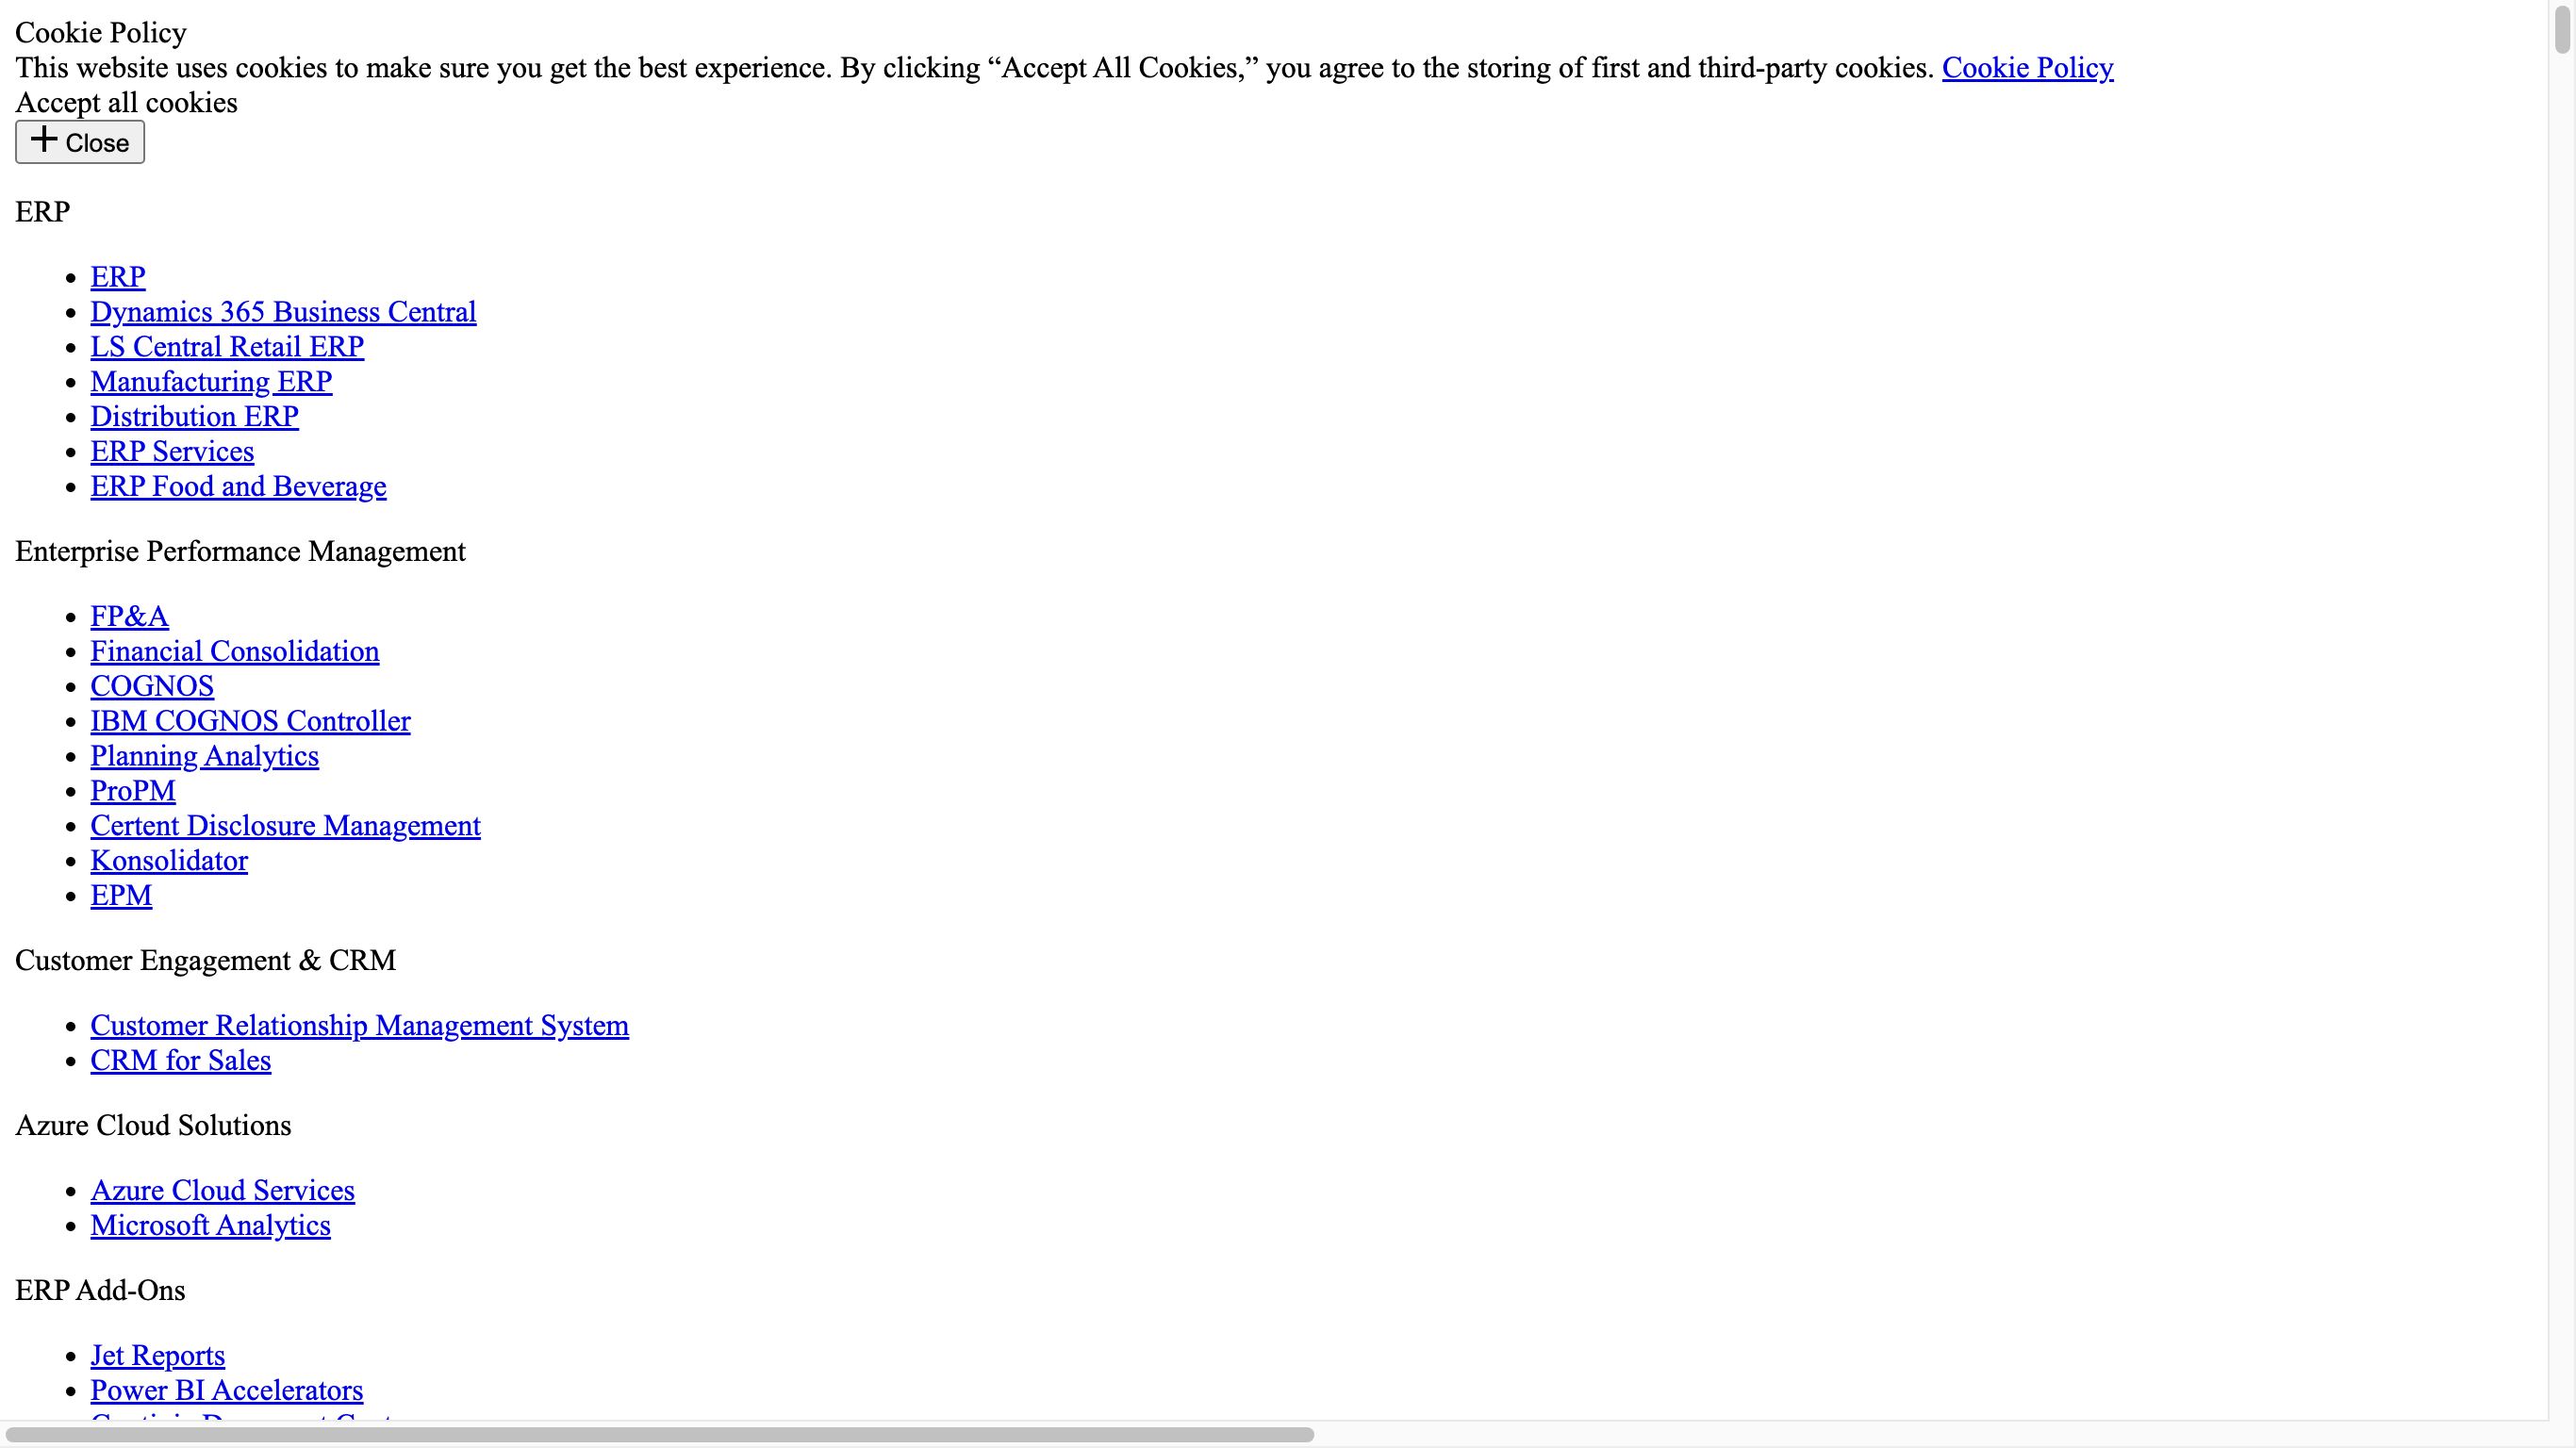 Cookie Policy
This website uses cookies to make sure you get the best experience. By clicking “Accept All Cookies,” you agree to the storing of first and third-party cookies. Cookie Policy
Accept all cookies
Close
ERP
ERP
Dynamics 365 Business Central
LS Central Retail ERP
Manufacturing ERP
Distribution ERP
ERP Services
ERP Food and Beverage
Enterprise Performance Management
FP&A
Financial Consolidation
COGNOS
IBM COGNOS Controller
Planning Analytics
ProPM
Certent Disclosure Management
Konsolidator
EPM
Customer Engagement & CRM
Customer Relationship Management System
CRM for Sales
Azure Cloud Solutions
Azure Cloud Services
Microsoft Analytics
ERP Add-Ons
Jet Reports
Power BI Accelerators